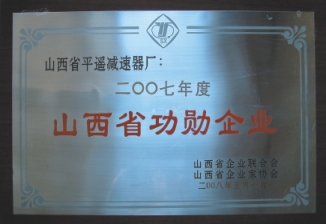 山西省平遥减速器厂：
二〇〇七年度
山西省功勋企业
山西省企业联合会
山西省企业家协会
二〇〇八年